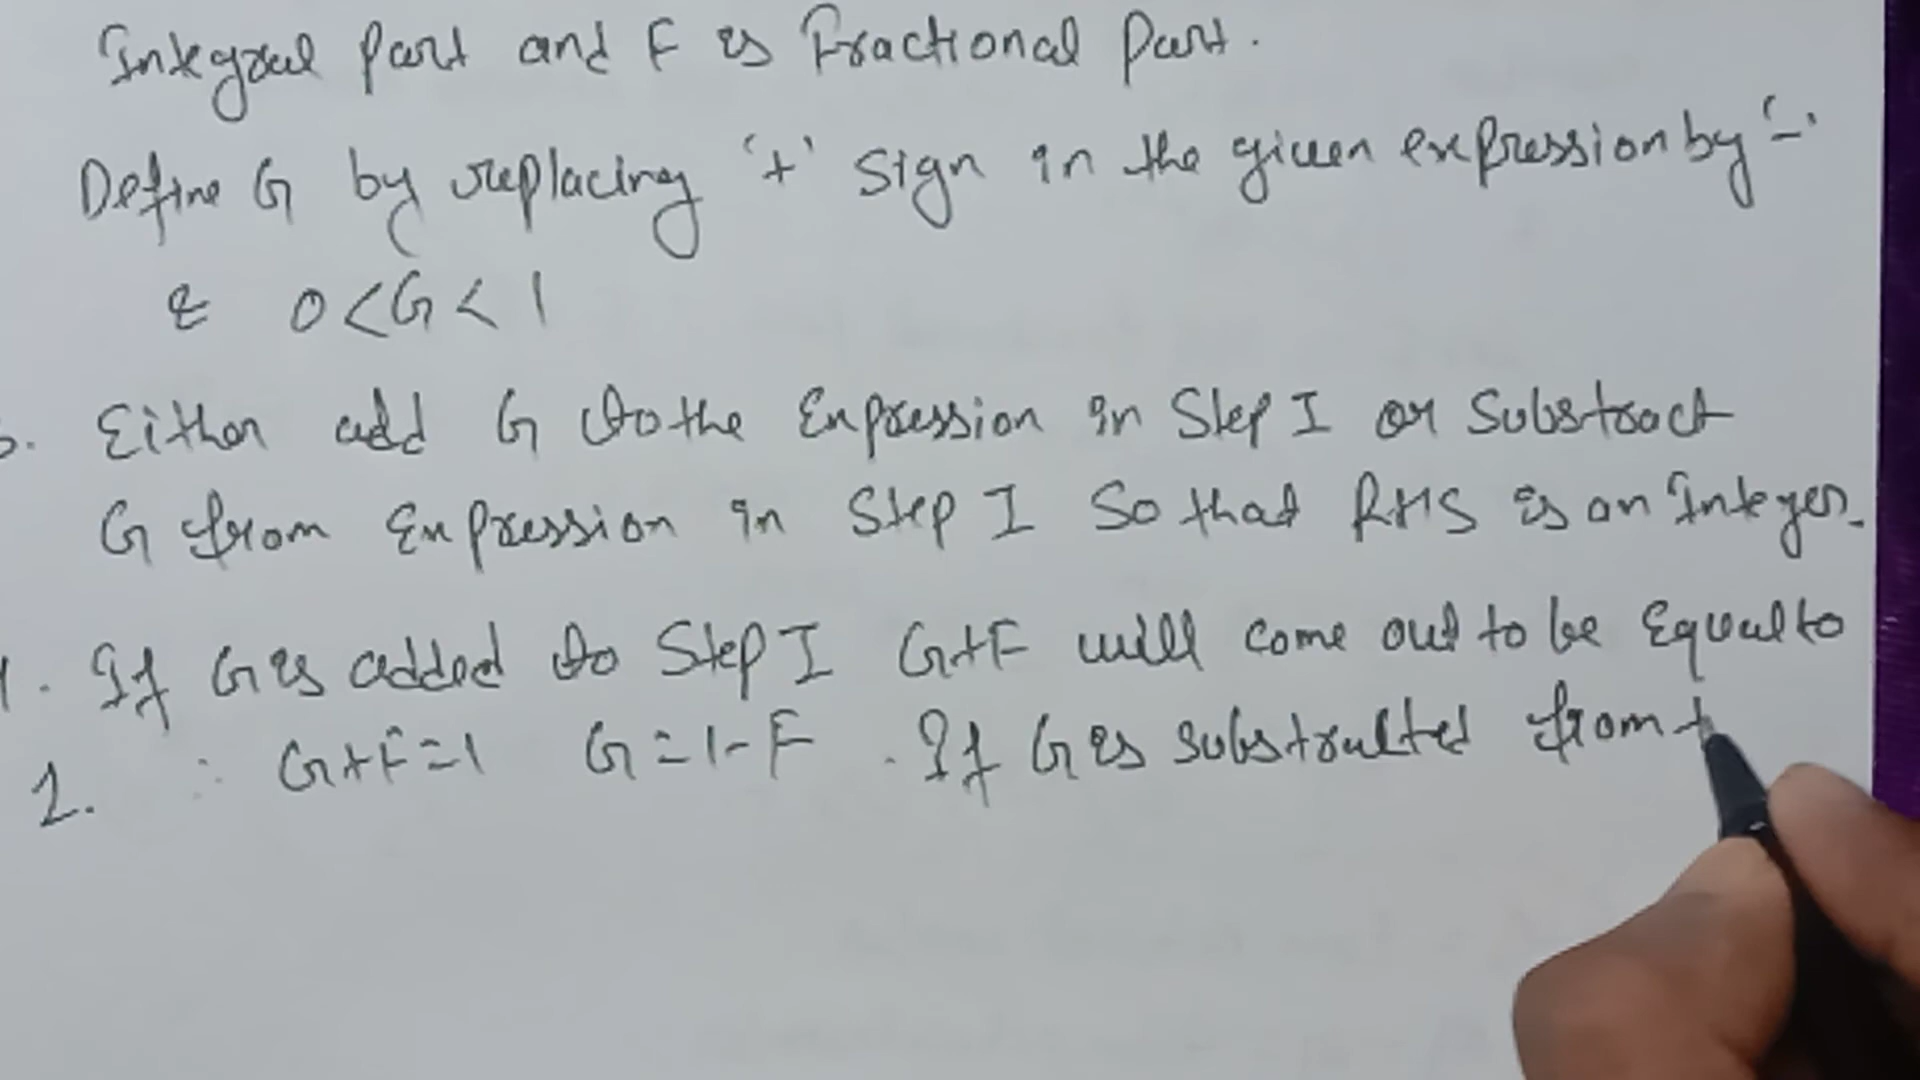 Integral Part and F is Fractional Part.
Define G by replacing '+' sign in the given expression by '-'
& 0 < G < 1
3. Either add G to the Expression in Step I or Substract
G from Expression in Step I So that RHS is an Integer.
4. If G is added to Step I G+F will come out to be Equal to
1. ∴ G+F=1 G=1-F . If G is substracted from